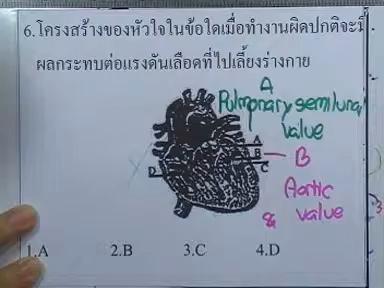 6.โครงสร้างของหัวใจในข้อใดเมื่อทำงานผิดปกติจะมี
ผลกระทบต่อแรงดันเลือดที่ไปเลี้ยงร่างกาย
A
Pulmonary semilunar
valve
A
B
C
D
B
Aortic
valve
1.A 2.B 3.C 4.D